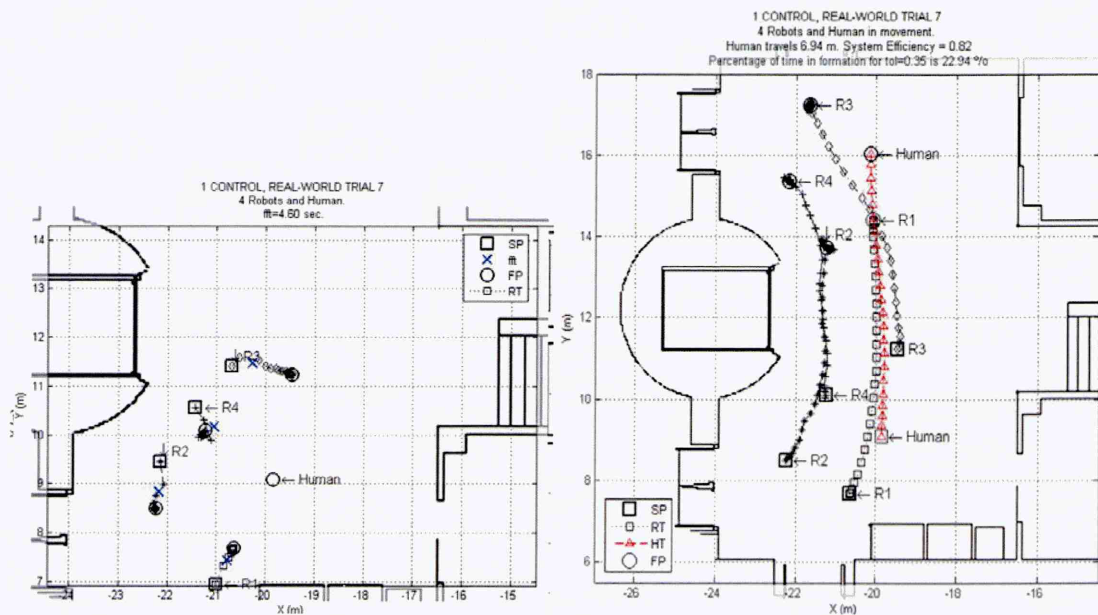 1 CONTROL, REAL-WORLD TRIAL 7
4 Robots and Human.
fft=4.60 sec.
14
13
12
11
10
9
8
7
Y (m)
SP
fft
FP
RT
R3
R4
R2
Human
R1
-24 -23 -22 -21 -20 -19 -18 -17 -16 -15
X (m)
1 CONTROL, REAL-WORLD TRIAL 7
4 Robots and Human in movement.
Human travels 6.94 m. System Efficiency = 0.82
Percentage of time in formation for tol=0.35 is 22.94 %
18
16
14
12
10
8
6
Y (m)
R3
Human
R4
R1
R2
R3
R4
Human
R2
R1
SP
RT
HT
FP
-26 -24 -22 -20 -18 -16
X (m)